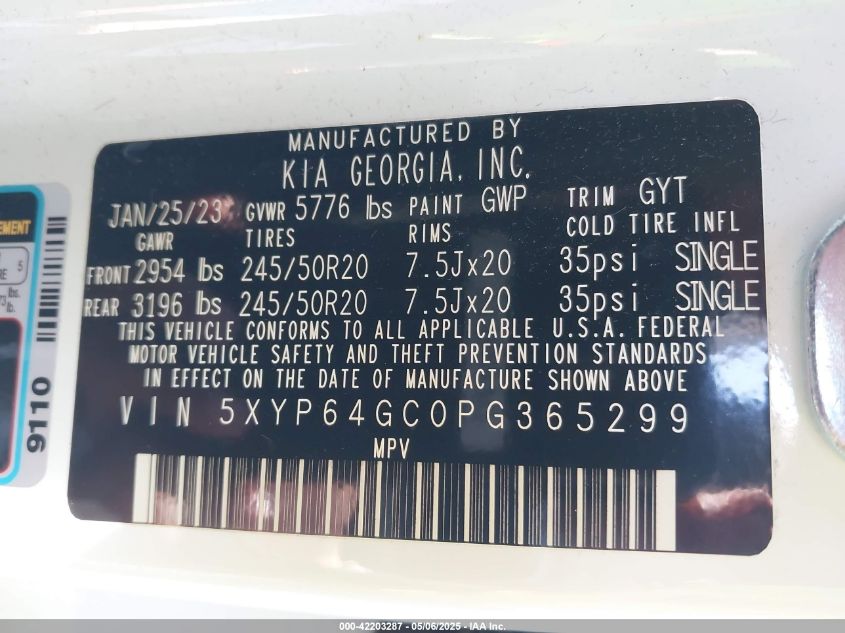 MANUFACTURED BY
KIA GEORGIA, INC.
JAN/25/23 GVWR 5776 lbs PAINT GWP TRIM GYT
GAWR TIRES RIMS COLD TIRE INFL
FRONT 2954 lbs 245/50R20 7.5Jx20 35psi SINGLE
REAR 3196 lbs 245/50R20 7.5Jx20 35psi SINGLE
THIS VEHICLE CONFORMS TO ALL APPLICABLE U.S.A. FEDERAL
MOTOR VEHICLE SAFETY AND THEFT PREVENTION STANDARDS
IN EFFECT ON THE DATE OF MANUFACTURE SHOWN ABOVE
VIN 5XYP64GC0PG365299
MPV
9110
000-42203287 - 05/06/2025 - IAA Inc.